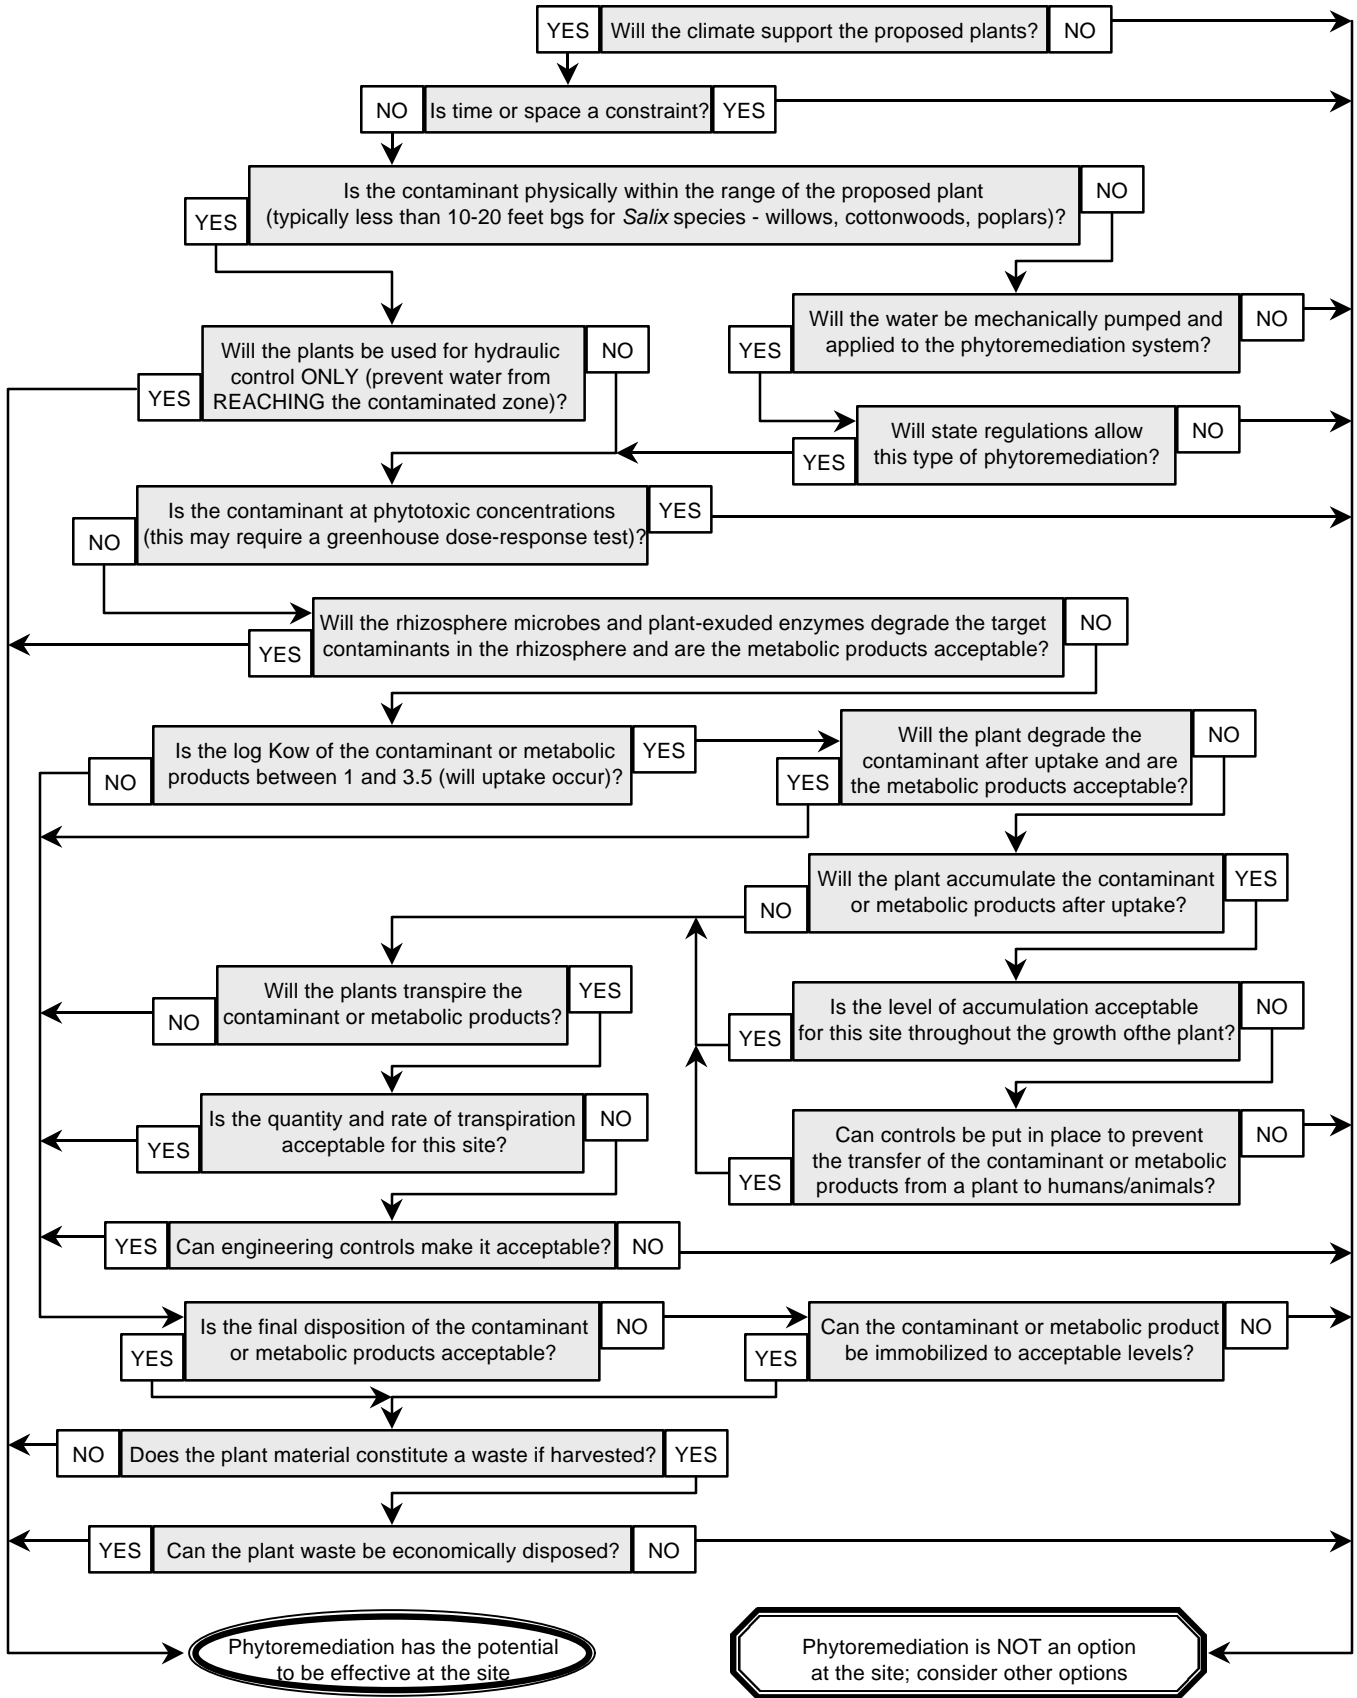 YES Will the climate support the proposed plants? NO
NO Is time or space a constraint? YES
Is the contaminant physically within the range of the proposed plant
(typically less than 10-20 feet bgs for Salix species - willows, cottonwoods, poplars)?
NO
YES
Will the water be mechanically pumped and
applied to the phytoremediation system?
NO
YES
Will the plants be used for hydraulic
control ONLY (prevent water from
REACHING the contaminated zone)?
NO
YES
Will state regulations allow
this type of phytoremediation?
NO
YES
Is the contaminant at phytotoxic concentrations
(this may require a greenhouse dose-response test)?
YES
NO
Will the rhizosphere microbes and plant-exuded enzymes degrade the target
contaminants in the rhizosphere and are the metabolic products acceptable?
NO
YES
Is the log Kow of the contaminant or metabolic
products between 1 and 3.5 (will uptake occur)?
YES
NO
Will the plant degrade the
contaminant after uptake and are
the metabolic products acceptable?
NO
YES
Will the plant accumulate the contaminant
or metabolic products after uptake?
YES
NO
Will the plants transpire the
contaminant or metabolic products?
YES
NO
Is the level of accumulation acceptable
for this site throughout the growth ofthe plant?
NO
YES
Is the quantity and rate of transpiration
acceptable for this site?
NO
YES
Can controls be put in place to prevent
the transfer of the contaminant or metabolic
products from a plant to humans/animals?
NO
YES
YES Can engineering controls make it acceptable? NO
Is the final disposition of the contaminant
or metabolic products acceptable?
NO
YES
Can the contaminant or metabolic product
be immobilized to acceptable levels?
NO
YES
NO Does the plant material constitute a waste if harvested? YES
YES Can the plant waste be economically disposed? NO
Phytoremediation has the potential
to be effective at the site
Phytoremediation is NOT an option
at the site; consider other options